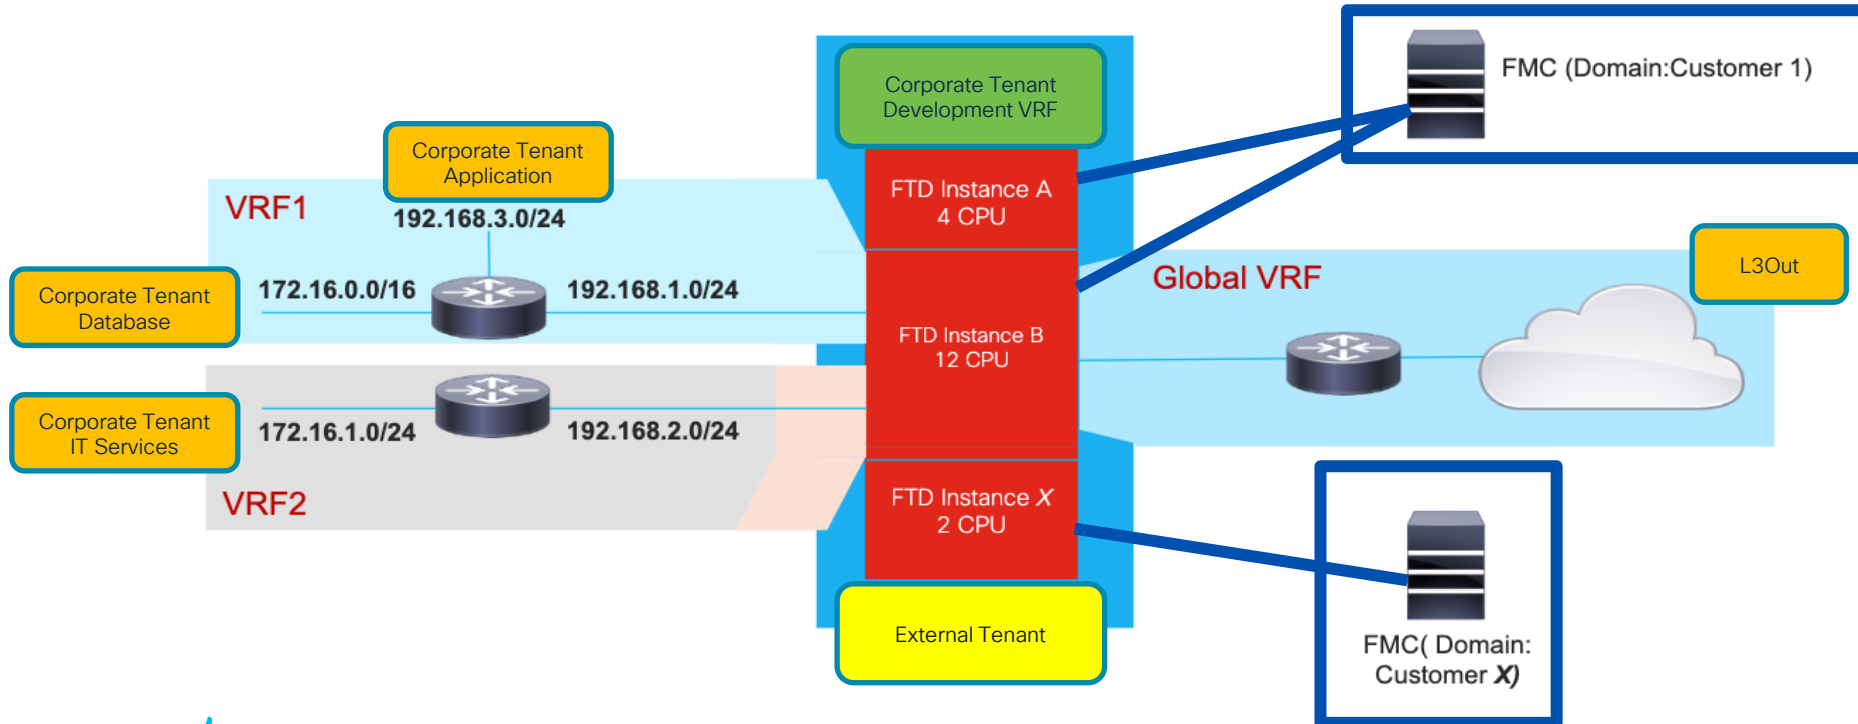 Corporate Tenant
Development VRF
FMC (Domain:Customer 1)
Corporate Tenant
Application
VRF1
192.168.3.0/24
FTD Instance A
4 CPU
L3Out
Corporate Tenant
Database
172.16.0.0/16
192.168.1.0/24
Global VRF
FTD Instance B
12 CPU
Corporate Tenant
IT Services
172.16.1.0/24
192.168.2.0/24
VRF2
FTD Instance X
2 CPU
External Tenant
FMC( Domain:
Customer X)